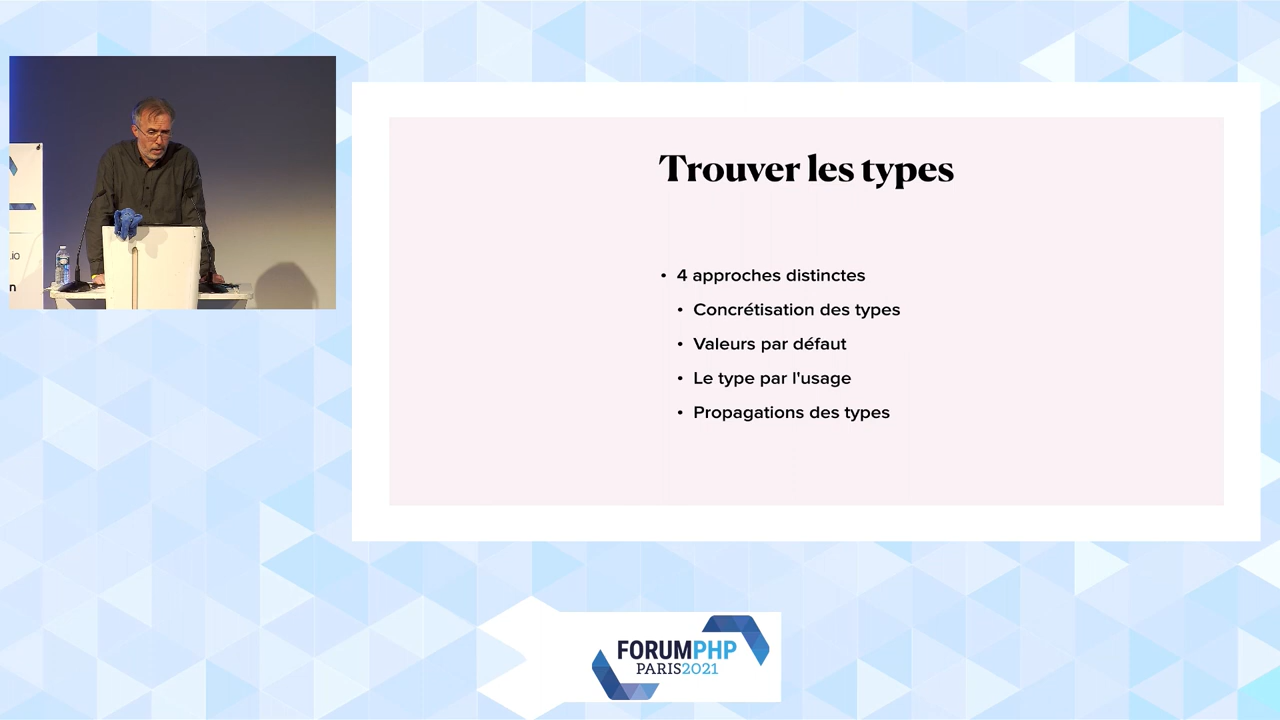 .io
n
Trouver les types
• 4 approches distinctes
• Concrétisation des types
• Valeurs par défaut
• Le type par l'usage
• Propagations des types
FORUMPHP
PARIS2021